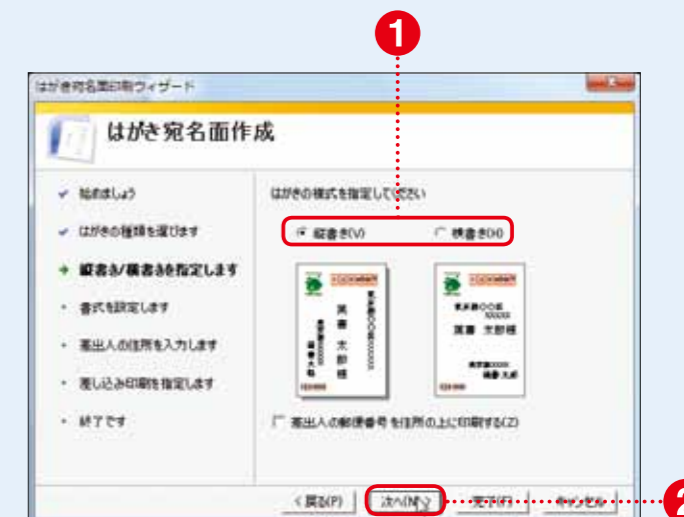 1
はがき宛名面印刷ウィザード
はがき宛名面作成
始めましょう
はがきの種類を選びます
縦書き/横書きを指定します
書式を設定します
差出人の住所を入力します
差し込み印刷を指定します
終了です
はがきの様式を指定してください
縦書き(V)
横書き(H)
差出人の郵便番号を住所の上に印刷する(Z)
< 戻る(P)
次へ(N) >
完了(F)
キャンセル
2